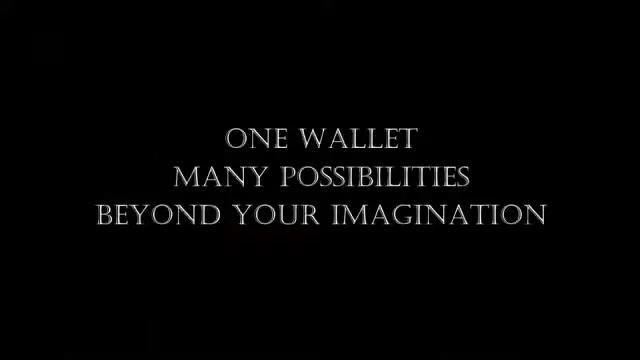 ONE WALLET
MANY POSSIBILITIES
BEYOND YOUR IMAGINATION